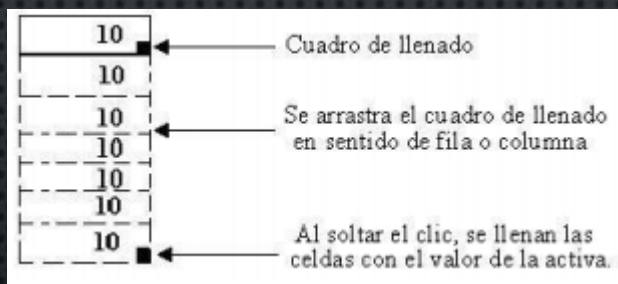 10
Cuadro de llenado
10
10
Se arrastra el cuadro de llenado
en sentido de fila o columna
10
10
10
10
Al soltar el clic, se llenan las
celdas con el valor de la activa.